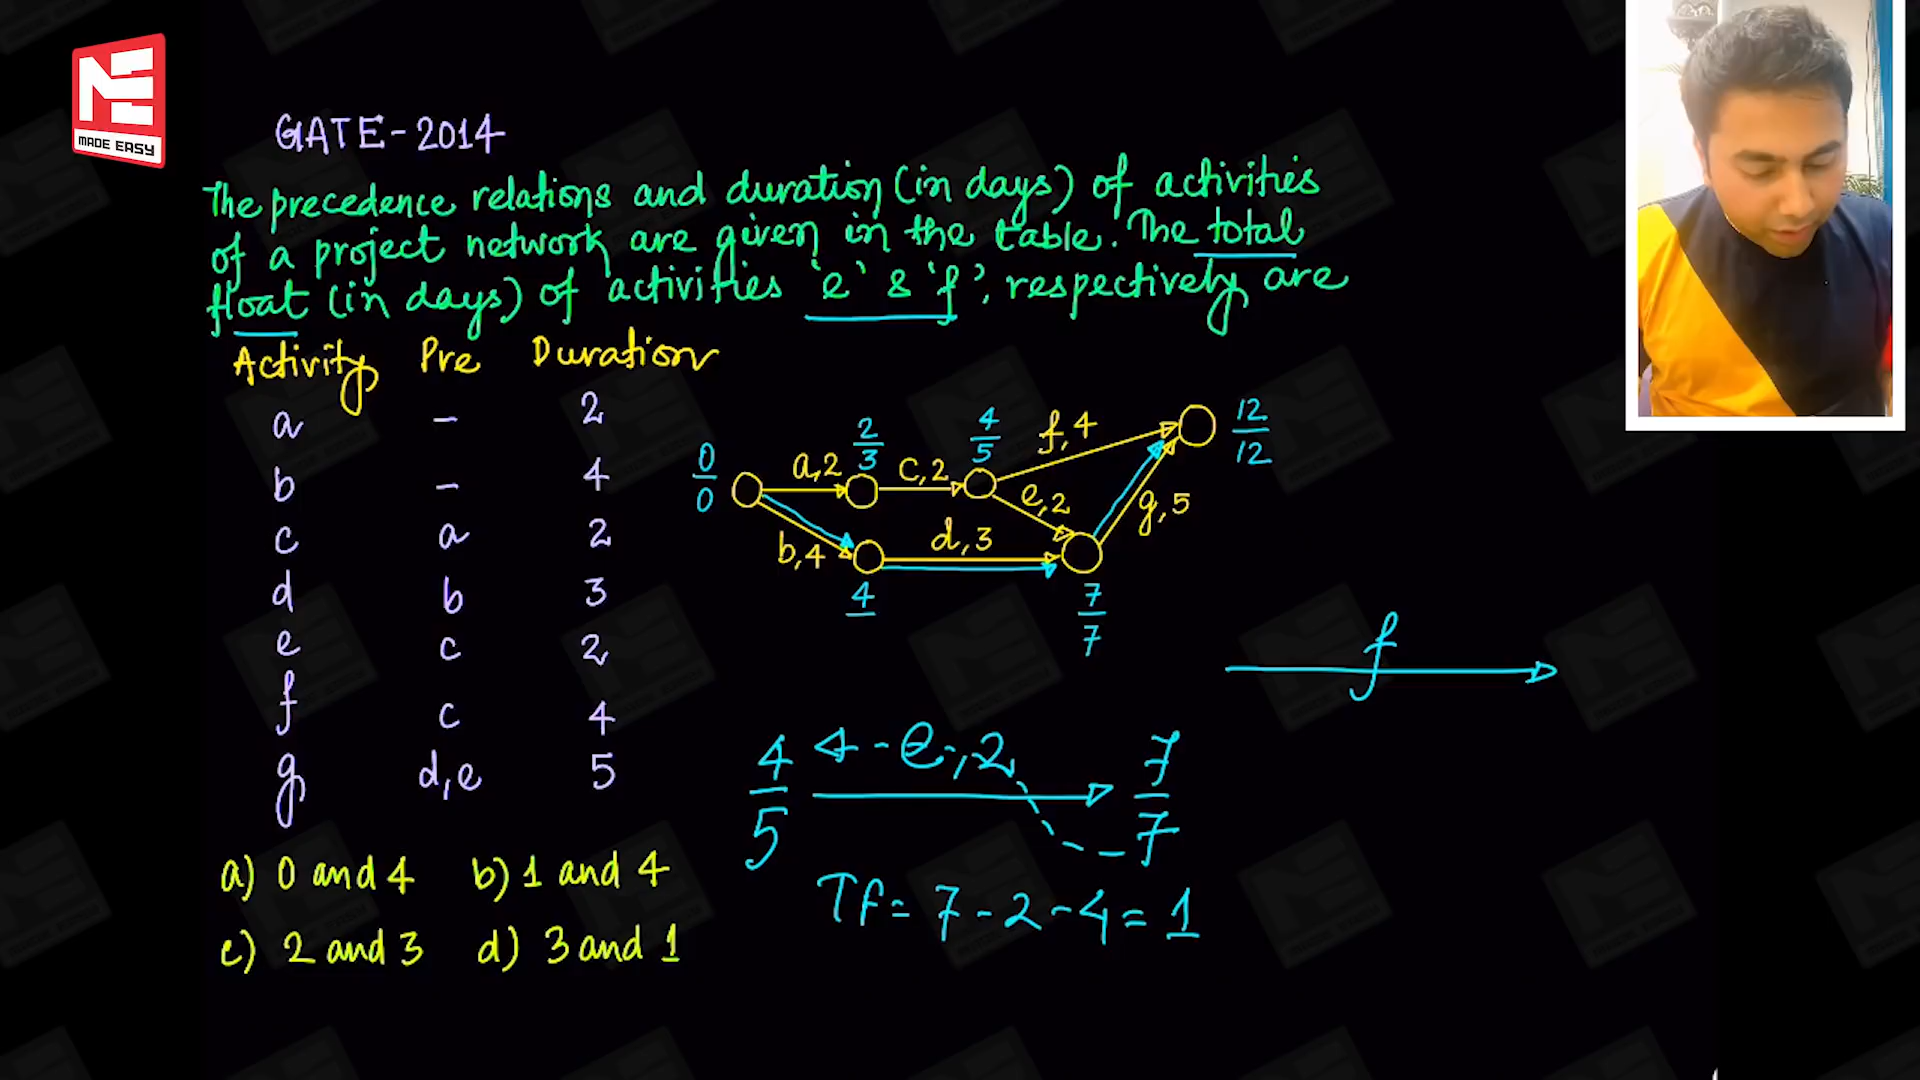 MADE EASY
GATE-2014
The precedence relations and duration (in days) of activities
of a project network are given in the table. The total
float (in days) of activities 'e' & 'f', respectively are
Activity Pre Duration
a - 2
b - 4
c a 2
d b 3
e c 2
f c 4
g d,e 5
a) 0 and 4 b) 1 and 4
c) 2 and 3 d) 3 and 1
0/0
a,2
2/3
c,2
4/5
f,4
12/12
e,2
g,5
b,4
d,3
4
7/7
f
4/5 4-e-,2 7/7
Tf = 7-2-4 = 1